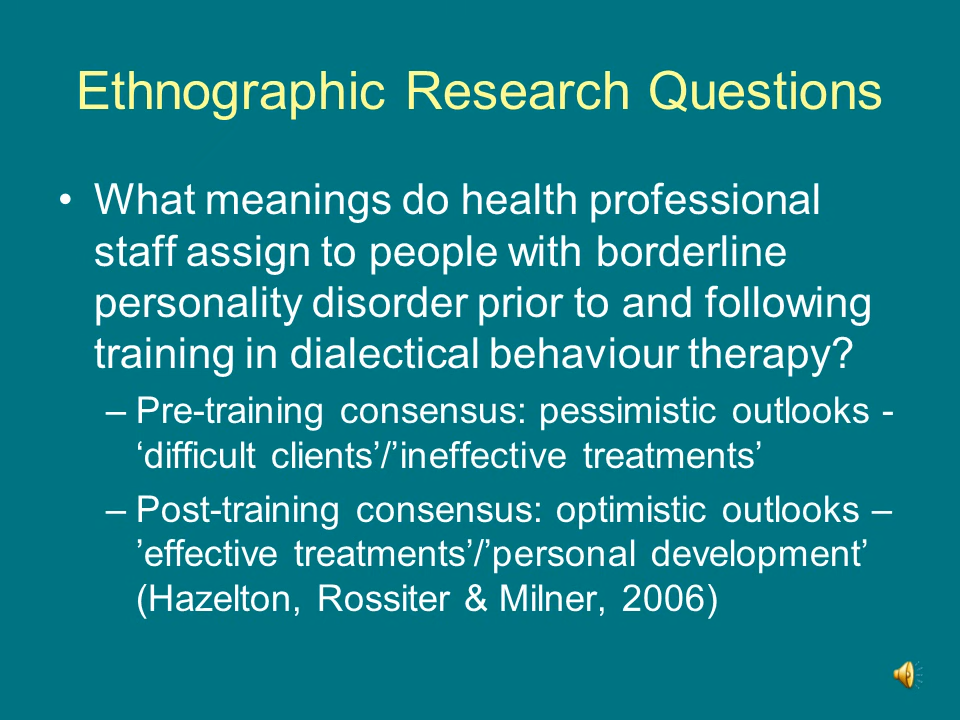 Ethnographic Research Questions
• What meanings do health professional
staff assign to people with borderline
personality disorder prior to and following
training in dialectical behaviour therapy?
–Pre-training consensus: pessimistic outlooks -
‘difficult clients’/’ineffective treatments’
–Post-training consensus: optimistic outlooks –
’effective treatments’/’personal development’
(Hazelton, Rossiter & Milner, 2006)